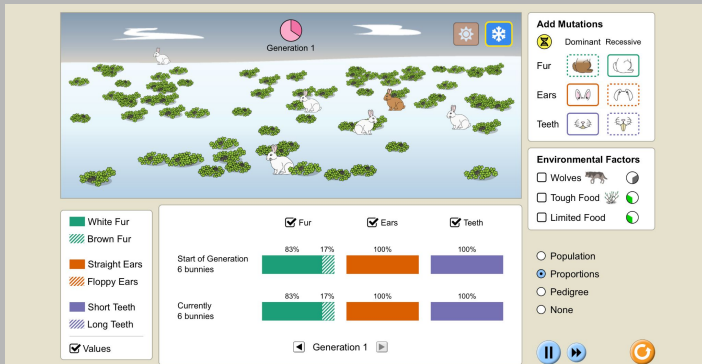 Generation 1
Add Mutations
Dominant Recessive
Fur
Ears
Teeth
Environmental Factors
Wolves
Tough Food
Limited Food
White Fur
Brown Fur
Straight Ears
Floppy Ears
Short Teeth
Long Teeth
Values
Fur Ears Teeth
83% 17% 100% 100%
Start of Generation
6 bunnies
83% 17% 100% 100%
Currently
6 bunnies
Generation 1
Population
Proportions
Pedigree
None